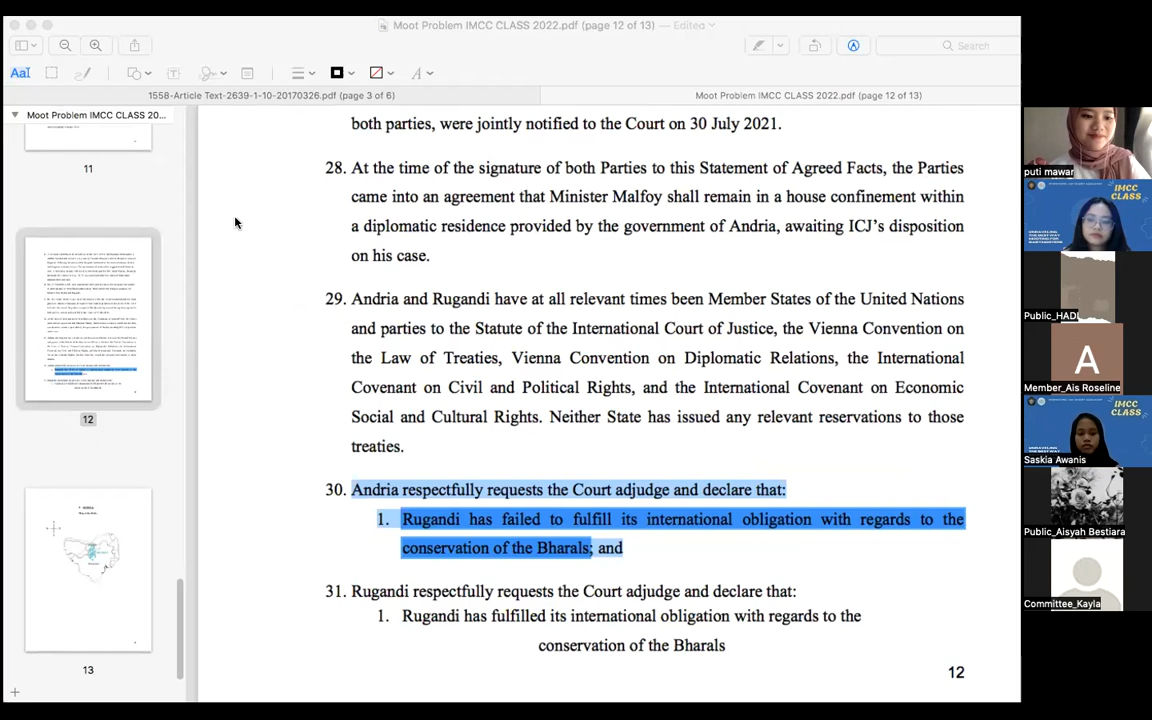 Moot Problem IMCC CLASS 2022.pdf (page 12 of 13) — Edited
Search
1558-Article Text-2639-1-10-20170326.pdf (page 3 of 6)
Moot Problem IMCC CLASS 2022.pdf (page 12 of 13)
Moot Problem IMCC CLASS 20...
11
12
13
both parties, were jointly notified to the Court on 30 July 2021.
28. At the time of the signature of both Parties to this Statement of Agreed Facts, the Parties
came into an agreement that Minister Malfoy shall remain in a house confinement within
a diplomatic residence provided by the government of Andria, awaiting ICJ's disposition
on his case.
29. Andria and Rugandi have at all relevant times been Member States of the United Nations
and parties to the Statute of the International Court of Justice, the Vienna Convention on
the Law of Treaties, Vienna Convention on Diplomatic Relations, the International
Covenant on Civil and Political Rights, and the International Covenant on Economic
Social and Cultural Rights. Neither State has issued any relevant reservations to those
treaties.
30. Andria respectfully requests the Court adjudge and declare that:
1. Rugandi has failed to fulfill its international obligation with regards to the
conservation of the Bharals; and
31. Rugandi respectfully requests the Court adjudge and declare that:
1. Rugandi has fulfilled its international obligation with regards to the
conservation of the Bharals
12
puti mawar
IMCC
CLASS
Public_HADI
A
Member_Ais Roseline
IMCC
CLASS
Saskia Awanis
Public_Aisyah Bestiara
Committee_Kayla